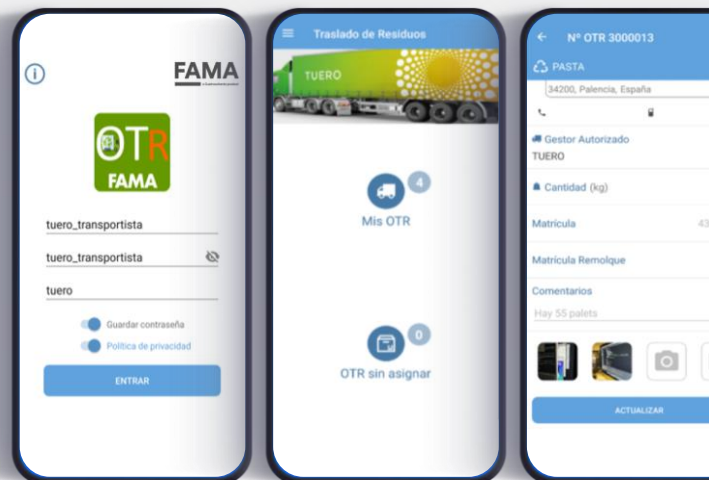 FAMA
OTR
FAMA
tuero_transportista
tuero_transportista
tuero
Guardar contraseña
Política de privacidad
ENTRAR
Traslado de Residuos
TUERO
4
Mis OTR
0
OTR sin asignar
Nº OTR 3000013
PASTA
34200, Palencia, España
Gestor Autorizado
TUERO
Cantidad (kg)
Matrícula
43
Matrícula Remolque
Comentarios
Hay 55 palets
ACTUALIZAR